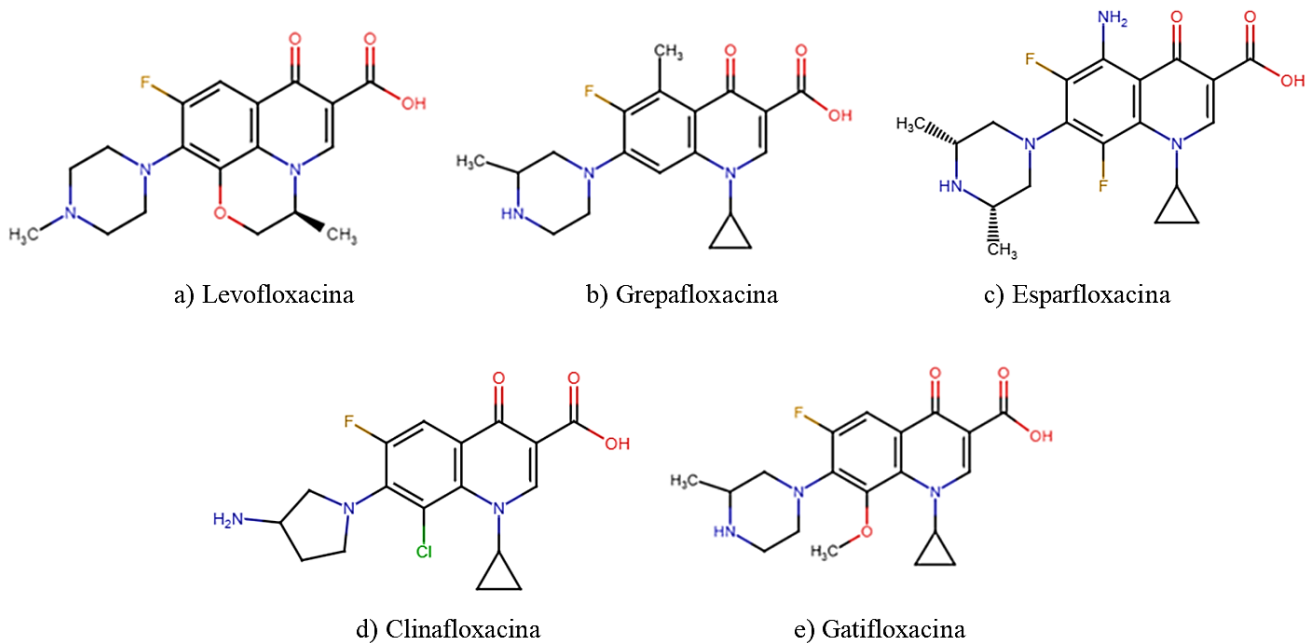 O O
F OH
N N
N O
H₃C CH₃
a) Levofloxacina
CH₃ O O
F OH
H₃C N N
HN
b) Grepafloxacina
NH₂ O O
F OH
H₃C N N
HN F
CH₃
c) Esparfloxacina
O O
F OH
H₂N N N
Cl
d) Clinafloxacina
O O
F OH
H₃C N N
HN O
H₃C
e) Gatifloxacina